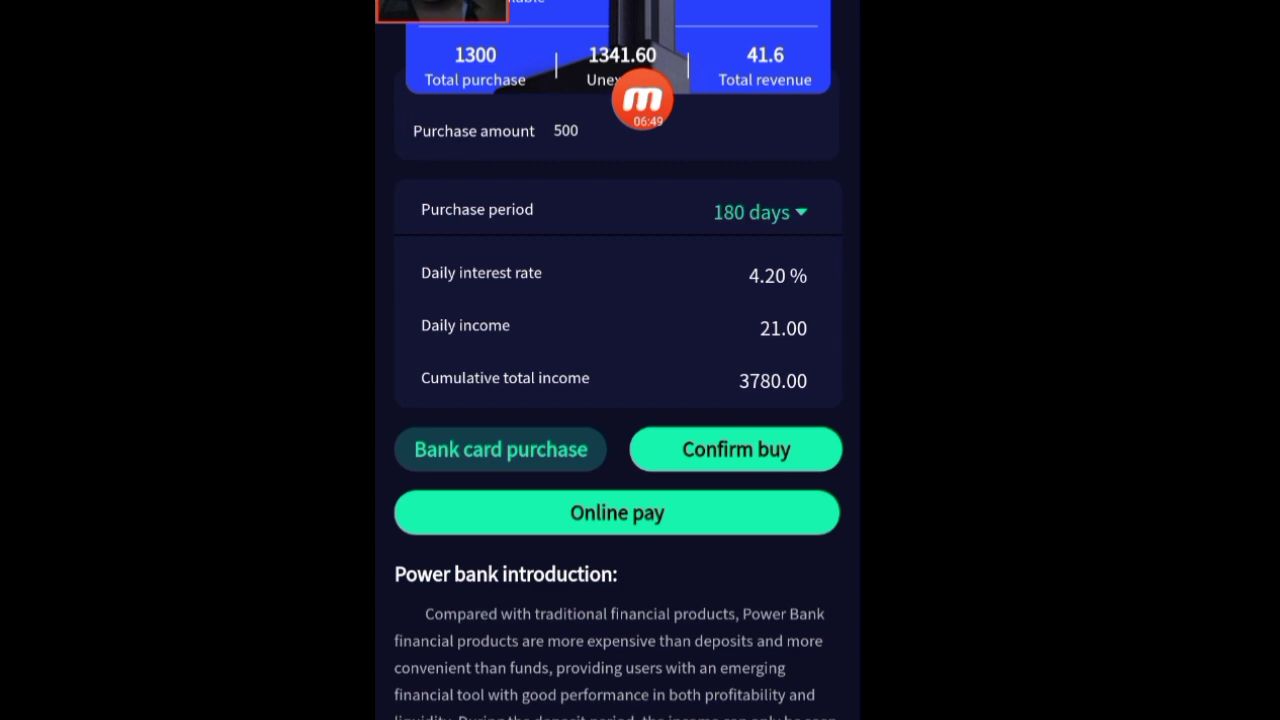 1300 1341.60 41.6
Total purchase Total revenue
06:49
Purchase amount 500
Purchase period 180 days
Daily interest rate 4.20 %
Daily income 21.00
Cumulative total income 3780.00
Bank card purchase Confirm buy
Online pay
Power bank introduction:
Compared with traditional financial products, Power Bank
financial products are more expensive than deposits and more
convenient than funds, providing users with an emerging
financial tool with good performance in both profitability and